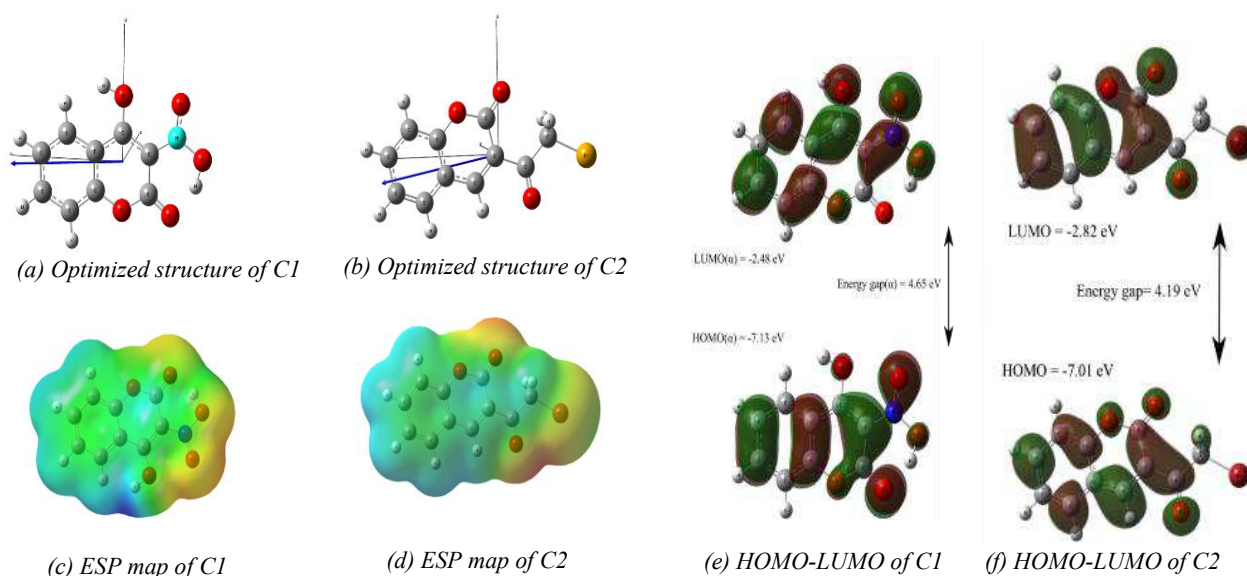 (a) Optimized structure of C1
(b) Optimized structure of C2
(c) ESP map of C1
(d) ESP map of C2
LUMO(α) = -2.48 eV
Energy gap(α) = 4.65 eV
HOMO(α) = -7.13 eV
(e) HOMO-LUMO of C1
LUMO = -2.82 eV
Energy gap= 4.19 eV
HOMO = -7.01 eV
(f) HOMO-LUMO of C2